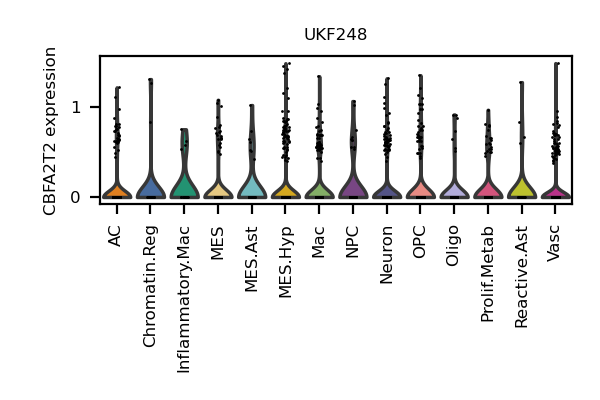 UKF248
CBFA2T2 expression
1
0
AC
Chromatin.Reg
Inflammatory.Mac
MES
MES.Ast
MES.Hyp
Mac
NPC
Neuron
OPC
Oligo
Prolif.Metab
Reactive.Ast
Vasc